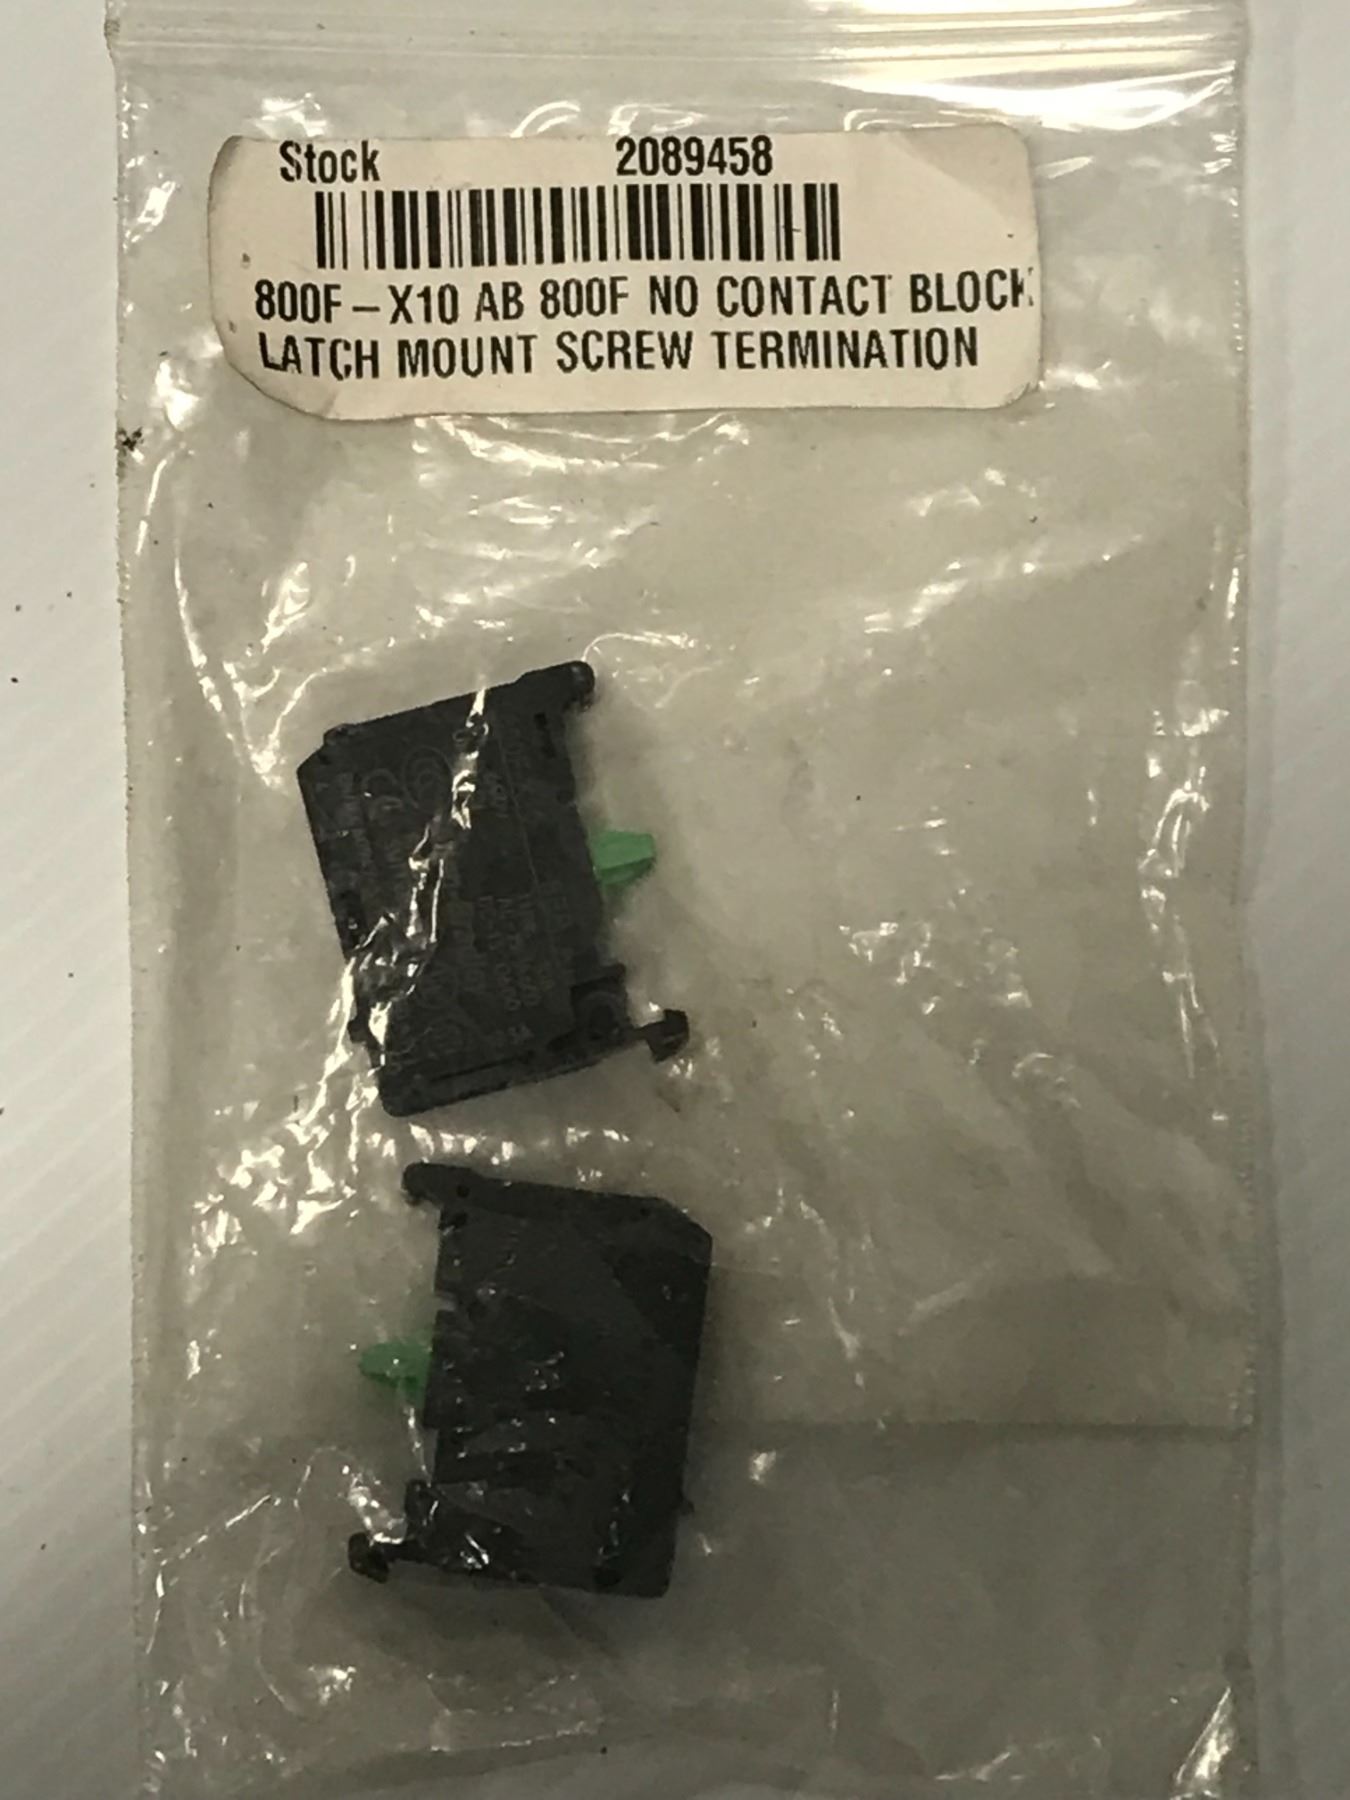 Stock 2089458
800F-X10 AB 800F NO CONTACT BLOCK
LATCH MOUNT SCREW TERMINATION